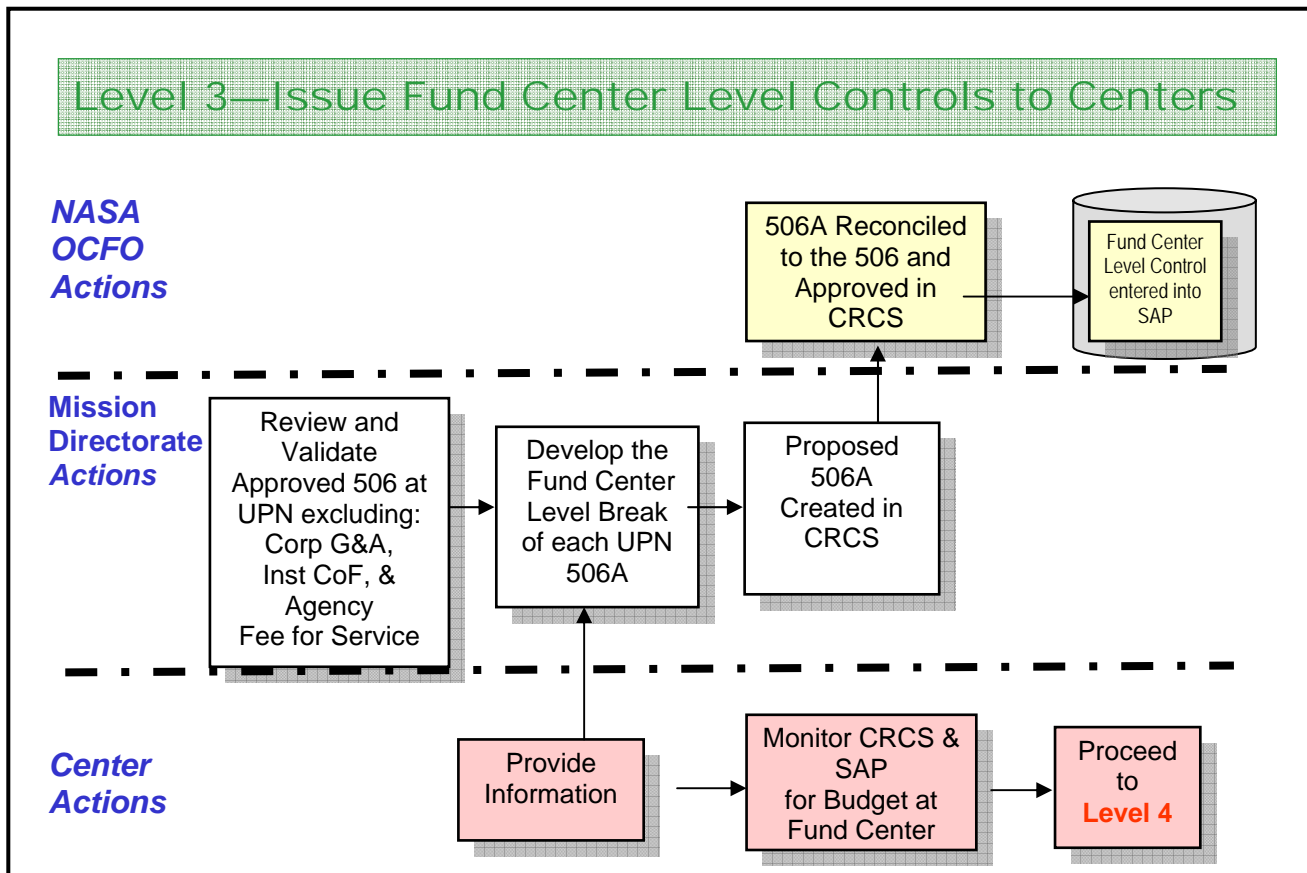 Level 3—Issue Fund Center Level Controls to Centers
NASA
OCFO
Actions
506A Reconciled
to the 506 and
Approved in
CRCS
Fund Center
Level Control
entered into
SAP
Mission
Directorate
Actions
Review and
Validate
Approved 506 at
UPN excluding:
Corp G&A,
Inst CoF, &
Agency
Fee for Service
Develop the
Fund Center
Level Break
of each UPN
506A
Proposed
506A
Created in
CRCS
Center
Actions
Provide
Information
Monitor CRCS &
SAP
for Budget at
Fund Center
Proceed
to
Level 4